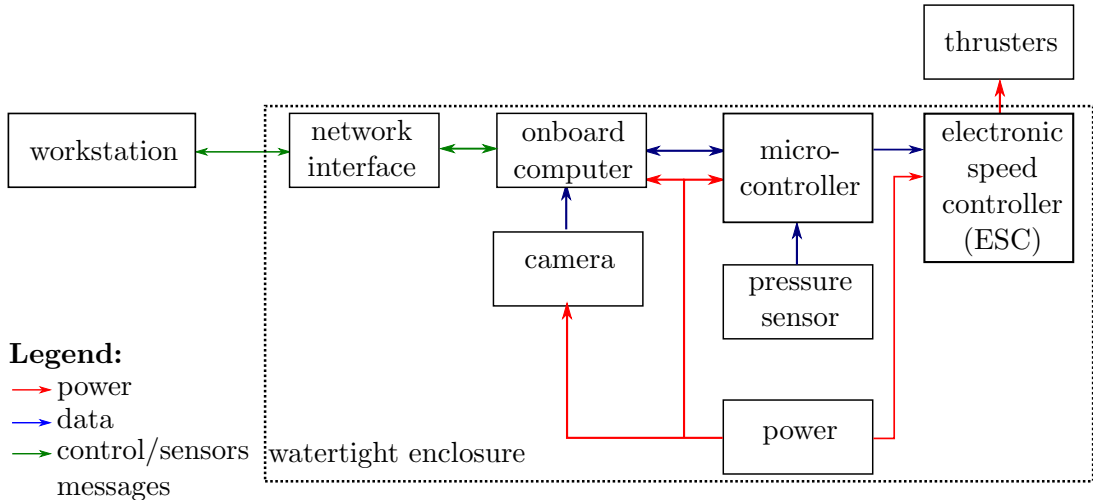 thrusters
workstation
network
interface
onboard
computer
micro-
controller
electronic
speed
controller
(ESC)
camera
pressure
sensor
Legend:
power
data
control/sensors
messages
watertight enclosure
power